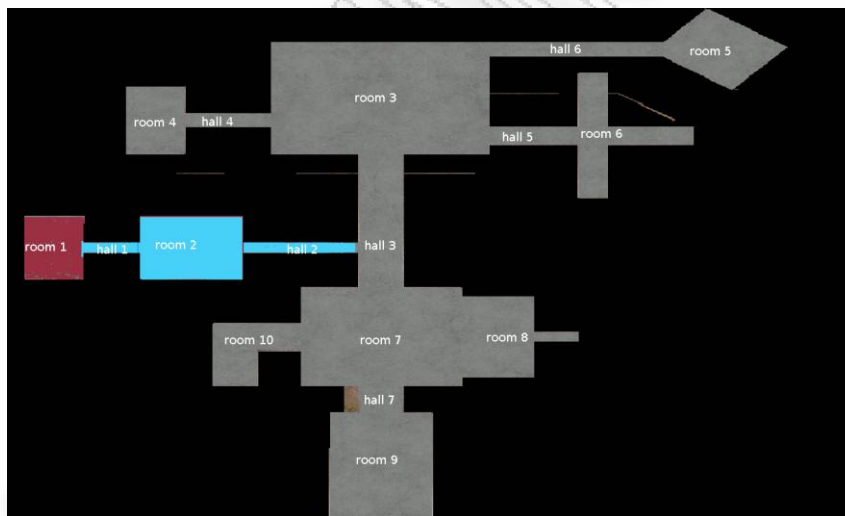 hall 6
room 5
room 3
room 4
hall 4
hall 5
room 6
room 1
hall 1
room 2
hall 2
hall 3
room 10
room 7
room 8
hall 7
room 9